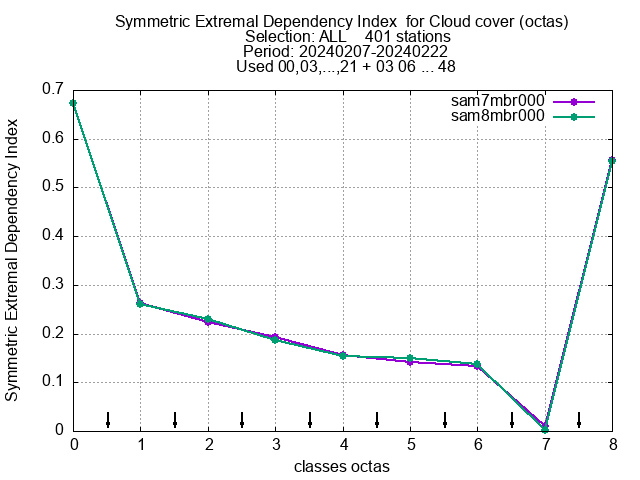 Symmetric Extremal Dependency Index  for Cloud cover (octas)
Selection: ALL    401 stations
Period: 20240207-20240222
Used 00,03,...,21 + 03 06 ... 48
sam7mbr000
sam8mbr000
Symmetric Extremal Dependency Index
0.7
0.6
0.5
0.4
0.3
0.2
0.1
0
0 1 2 3 4 5 6 7 8
classes octas